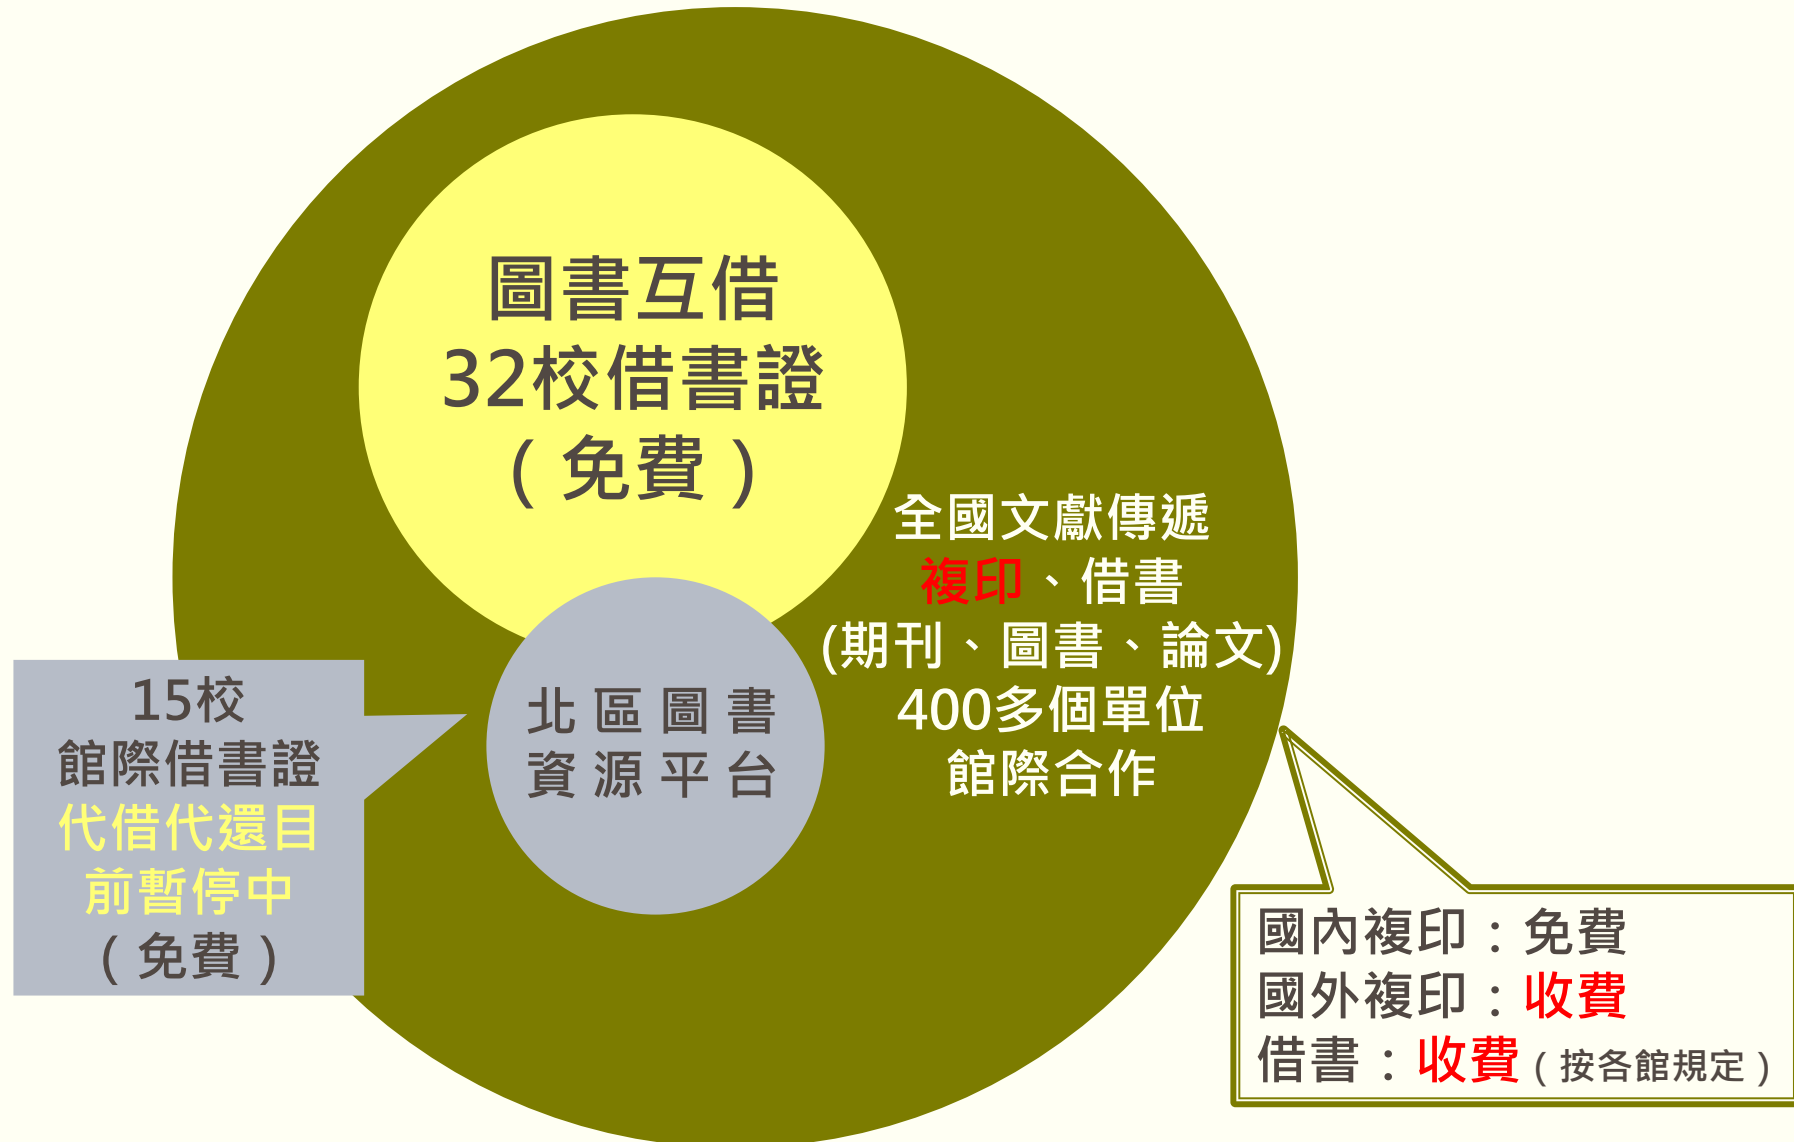 圖書互借
32校借書證
（免費）
全國文獻傳遞
複印、借書
(期刊、圖書、論文)
400多個單位
館際合作
北區圖書
資源平台
15校
館際借書證
代借代還目
前暫停中
（免費）
國內複印：免費
國外複印：收費
借書：收費（按各館規定）